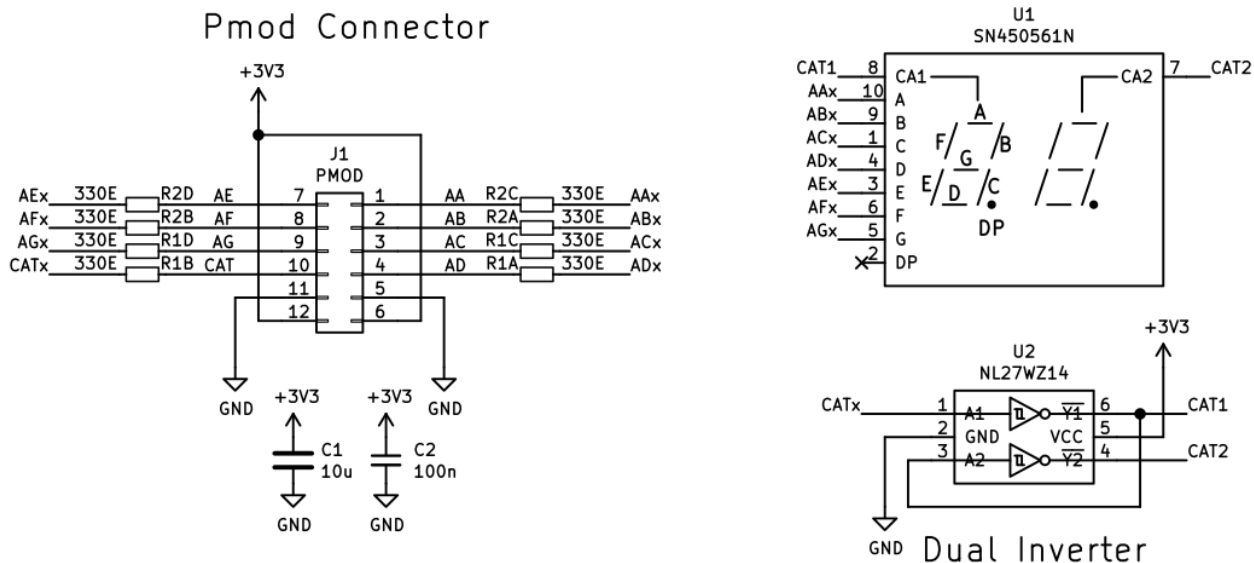 Pmod Connector
+3V3
J1
PMOD
AEx 330E R2D AE 7 1 AA R2C 330E AAx
AFx 330E R2B AF 8 2 AB R2A 330E ABx
AGx 330E R1D AG 9 3 AC R1C 330E ACx
CATx 330E R1B CAT 10 4 AD R1A 330E ADx
11 5
12 6
GND GND
+3V3 +3V3
C1 C2
10u 100n
GND GND
U1
SN450561N
CAT1 8 CA1 CA2 7 CAT2
AAx 10 A A
ABx 9 B F B
ACx 1 C G
ADx 4 D
AEx 3 E E D C
AFx 6 F DP
AGx 5 G
2 DP
+3V3
U2
NL27WZ14
CATx 1 A1 Y1 6 CAT1
2 GND VCC 5
3 A2 Y2 4 CAT2
GND
Dual Inverter